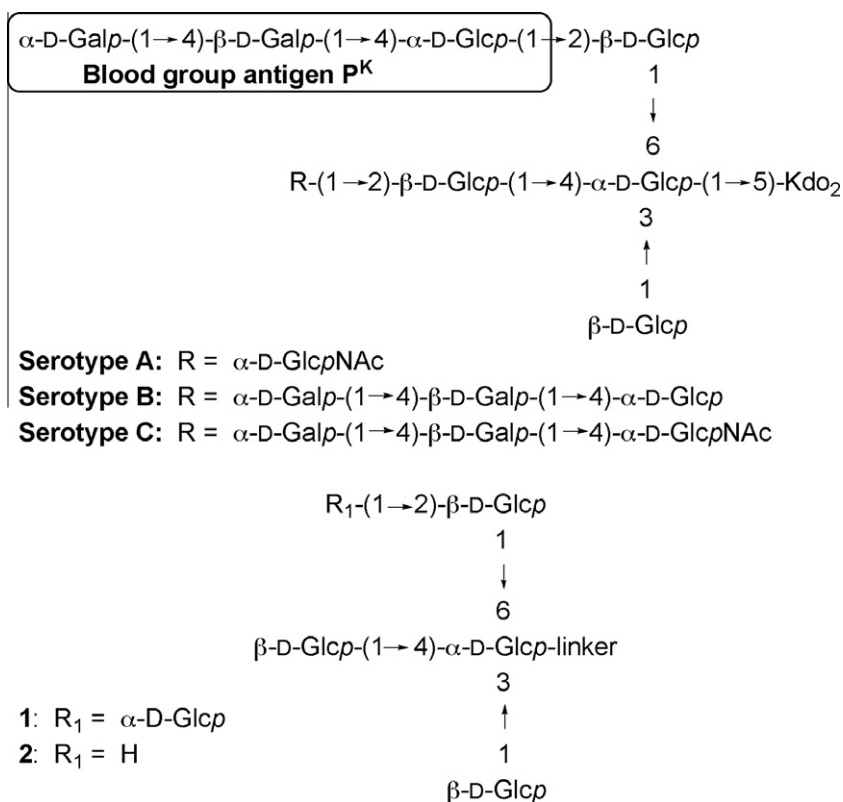 α-D-Galp-(1→4)-β-D-Galp-(1→4)-α-D-Glcp-(1→2)-β-D-Glcp
Blood group antigen Pᴷ
1
↓
6
R-(1→2)-β-D-Glcp-(1→4)-α-D-Glcp-(1→5)-Kdo₂
3
↑
1
β-D-Glcp
Serotype A: R = α-D-GlcpNAc
Serotype B: R = α-D-Galp-(1→4)-β-D-Galp-(1→4)-α-D-Glcp
Serotype C: R = α-D-Galp-(1→4)-β-D-Galp-(1→4)-α-D-GlcpNAc
R₁-(1→2)-β-D-Glcp
1
↓
6
β-D-Glcp-(1→4)-α-D-Glcp-linker
3
1: R₁ = α-D-Glcp
↑
2: R₁ = H
1
β-D-Glcp